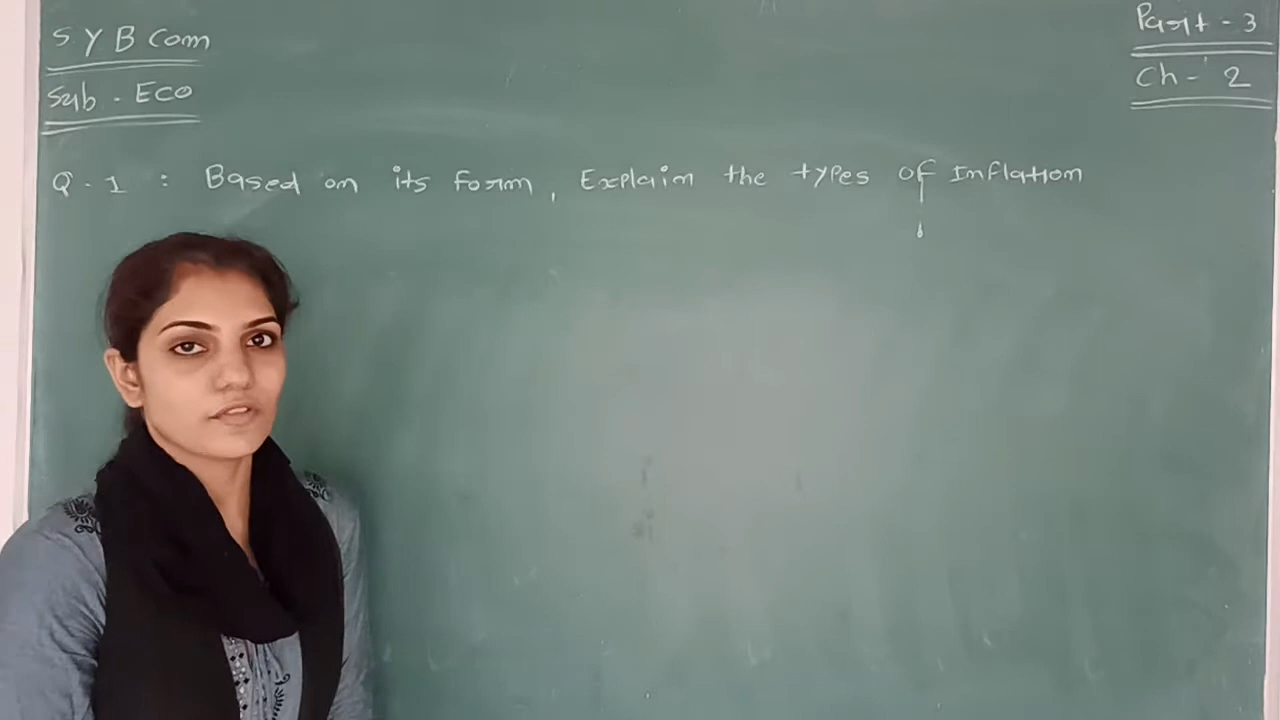 S Y B Com
Sub - Eco
Part - 3
Ch - 2
Q - 1 : Based on its form, Explain the types of Inflation